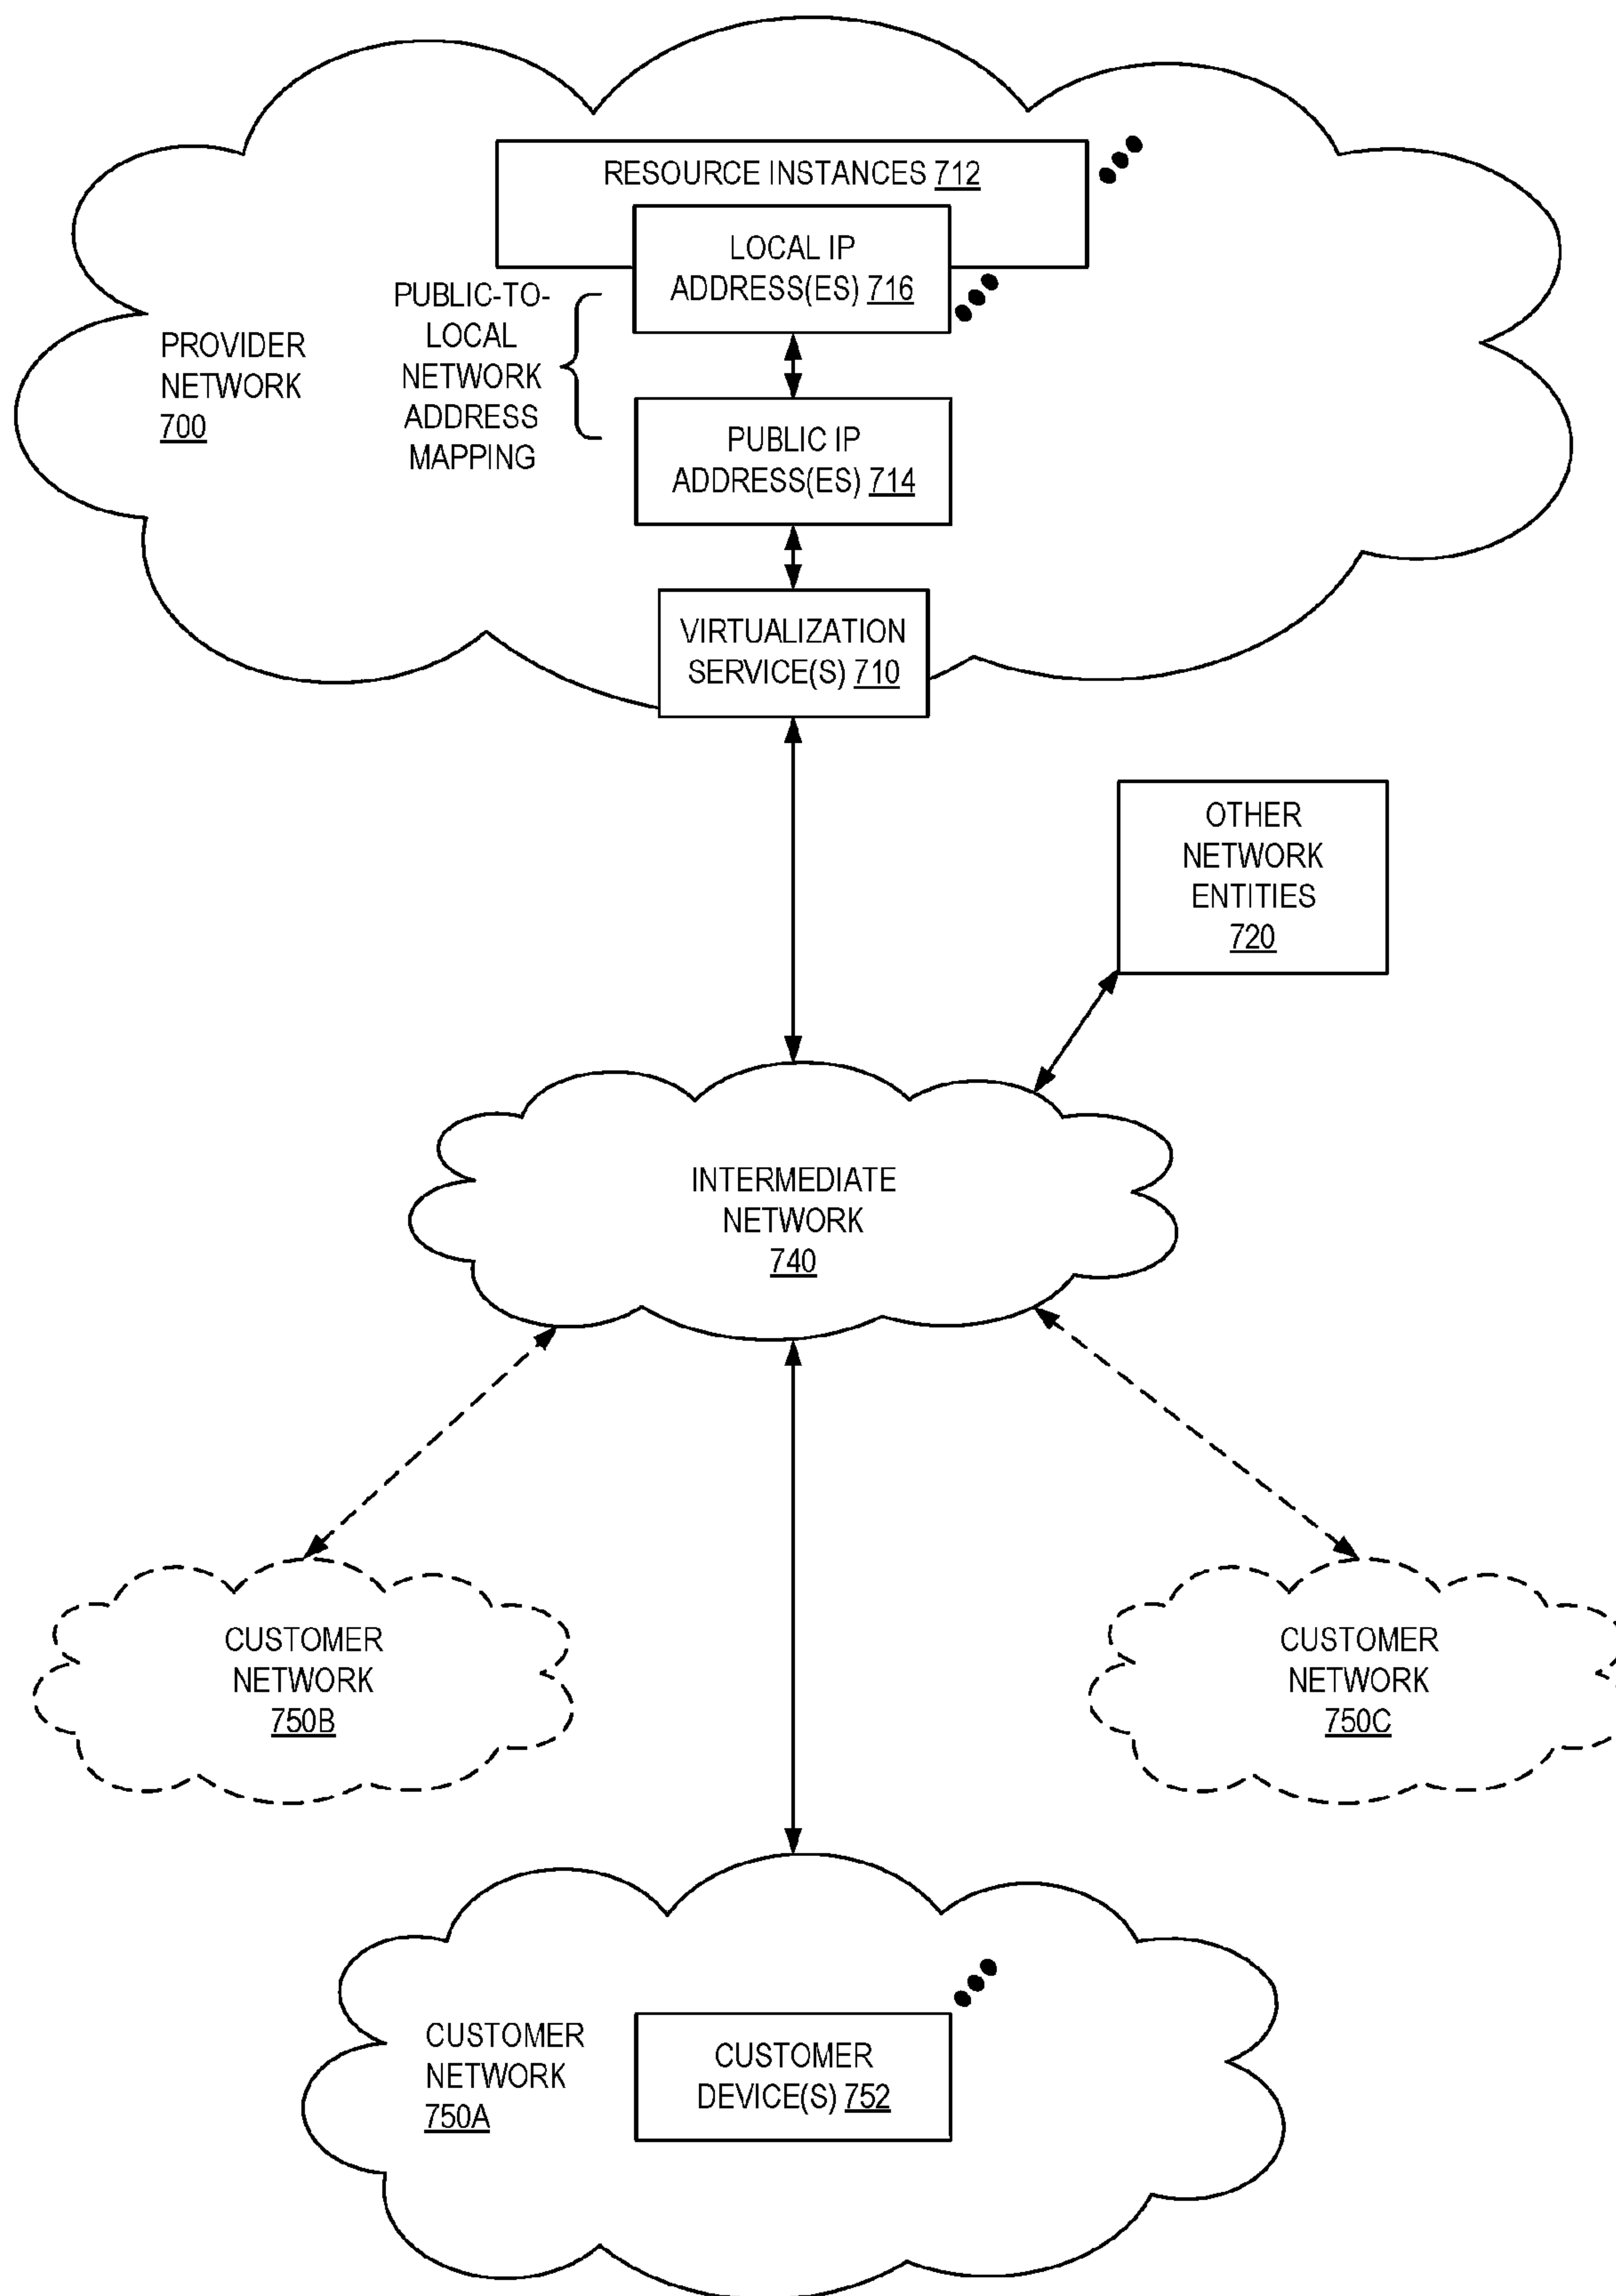 RESOURCE INSTANCES 712
LOCAL IP
ADDRESS(ES) 716
PUBLIC-TO-
LOCAL
NETWORK
ADDRESS
MAPPING
PROVIDER
NETWORK
700
PUBLIC IP
ADDRESS(ES) 714
VIRTUALIZATION
SERVICE(S) 710
OTHER
NETWORK
ENTITIES
720
INTERMEDIATE
NETWORK
740
CUSTOMER
NETWORK
750B
CUSTOMER
NETWORK
750C
CUSTOMER
NETWORK
750A
CUSTOMER
DEVICE(S) 752